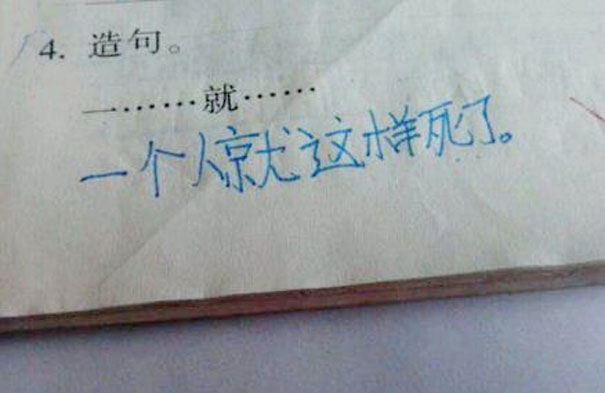 4. 造句。
一……就……
一个人就这样死了。